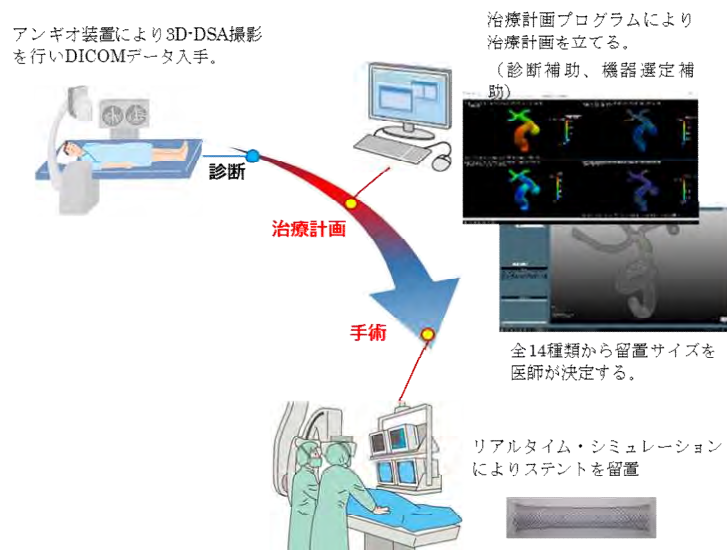 アンギオ装置により3D-DSA撮影
を行いDICOMデータ入手。
治療計画プログラムにより
治療計画を立てる。
（診断補助、機器選定補
助）
診断
治療計画
手術
全14種類から留置サイズを
医師が決定する。
リアルタイム・シミュレーション
によりステントを留置